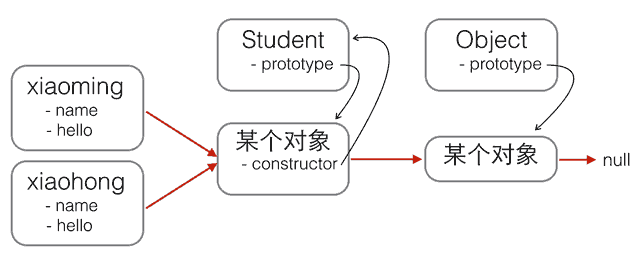 xiaoming
- name
- hello
xiaohong
- name
- hello
Student
- prototype
某个对象
- constructor
Object
- prototype
某个对象
null